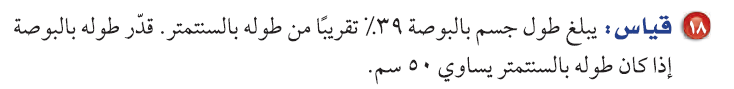 ١٨ قياس: يبلغ طول جسم بالبوصة ٣٩٪ تقريبًا من طوله بالسنتمتر. قدّر طوله بالبوصة
إذا كان طوله بالسنتمتر يساوي ٥٠ سم.